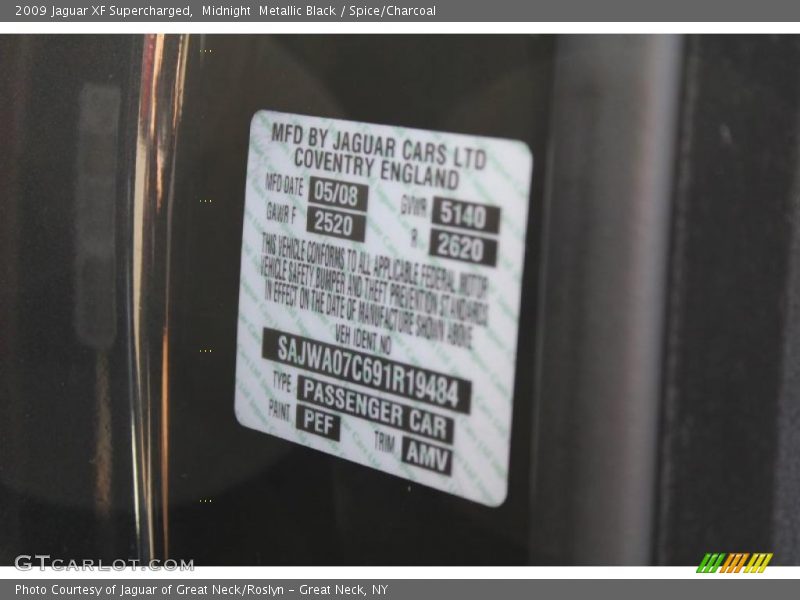 2009 Jaguar XF Supercharged,  Midnight  Metallic Black / Spice/Charcoal
MFD BY JAGUAR CARS LTD
COVENTRY ENGLAND
MFD DATE 05/08 GVWR 5140
GAWR F 2520 R 2620
THIS VEHICLE CONFORMS TO ALL APPLICABLE FEDERAL MOTOR
VEHICLE SAFETY BUMPER AND THEFT PREVENTION STANDARDS
IN EFFECT ON THE DATE OF MANUFACTURE SHOWN ABOVE
VEH IDENT NO
SAJWA07C691R19484
TYPE PASSENGER CAR
PAINT PEF TRIM AMV
GTCARLOT.COM
Photo Courtesy of Jaguar of Great Neck/Roslyn – Great Neck, NY